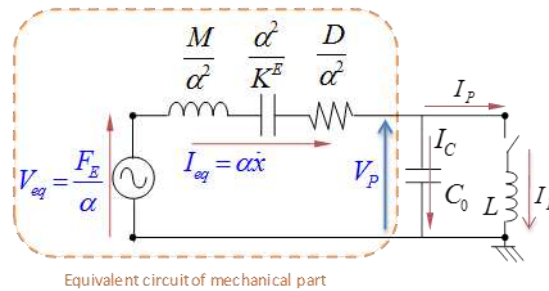 M/α² α²/K^E D/α²
I_P
V_eq = F_E/α
I_eq = αẋ
V_P
I_C
C_0
L
Equivalent circuit of mechanical part